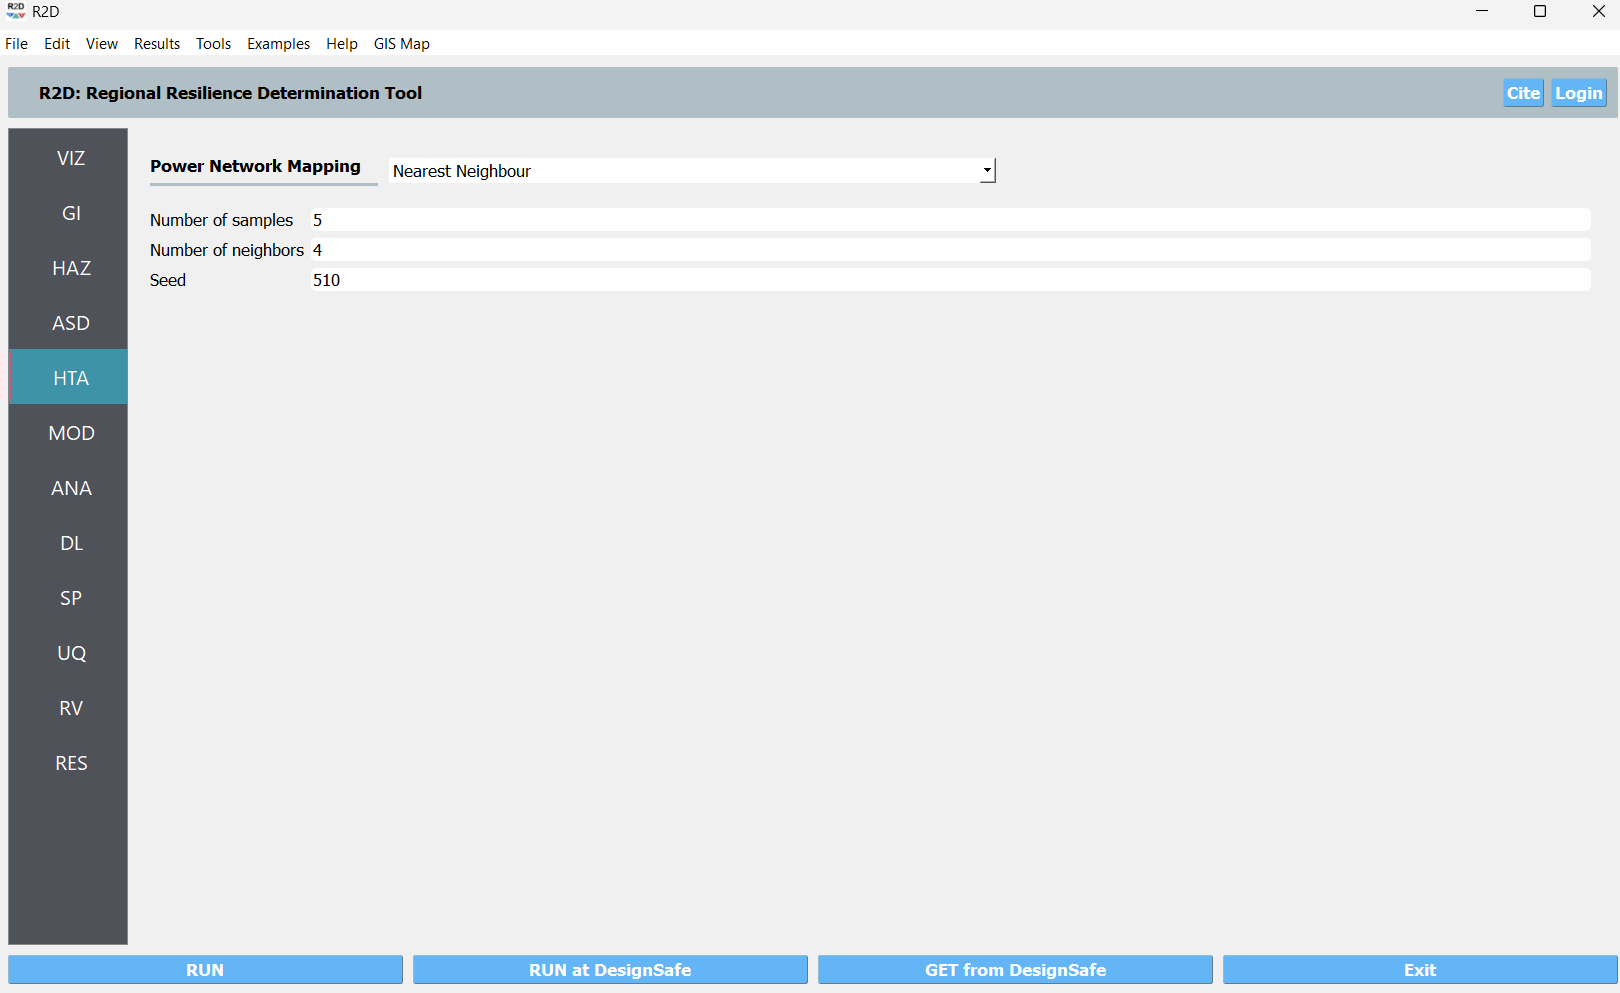 R2D R2D
File Edit View Results Tools Examples Help GIS Map
R2D: Regional Resilience Determination Tool Cite Login
VIZ
GI
HAZ
ASD
HTA
MOD
ANA
DL
SP
UQ
RV
RES
Power Network Mapping Nearest Neighbour
Number of samples 5
Number of neighbors 4
Seed 510
RUN RUN at DesignSafe GET from DesignSafe Exit